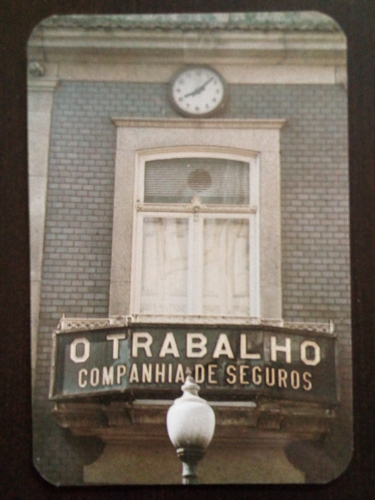 O TRABALHO
COMPANHIA DE SEGUROS